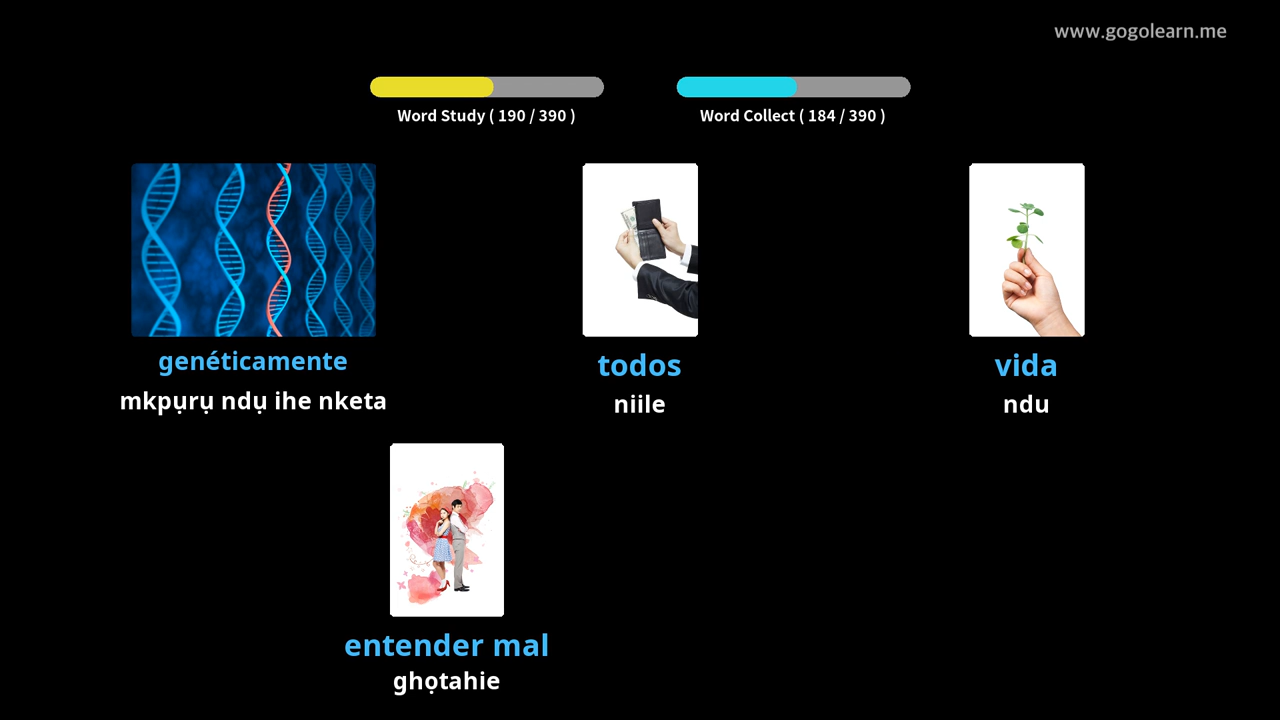 www.gogolearn.me
Word Study ( 190 / 390 )
Word Collect ( 184 / 390 )
genéticamente
mkpụrụ ndụ ihe nketa
todos
niile
vida
ndu
entender mal
ghọtahie